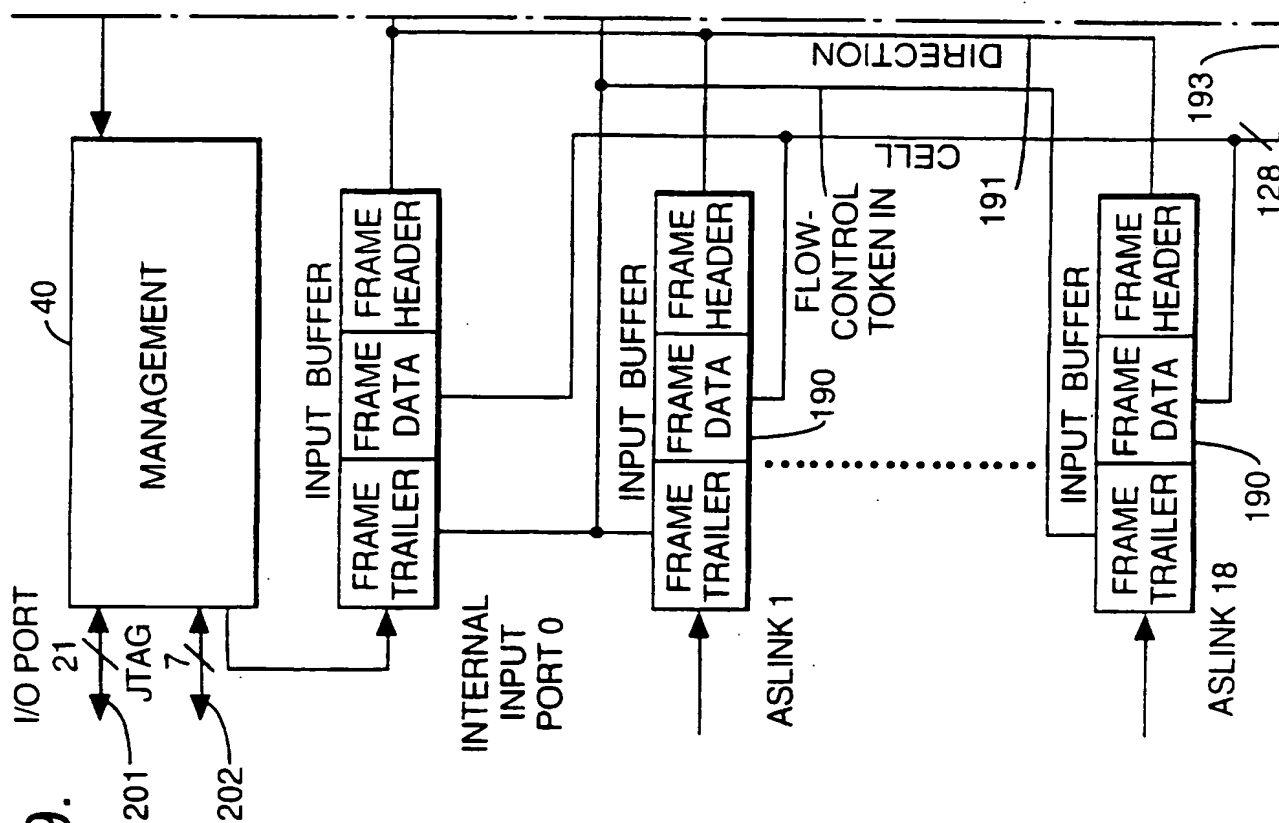 9.
I/O PORT
21
JTAG
7
201
202
40
MANAGEMENT
INPUT BUFFER
FRAME TRAILER
FRAME DATA
FRAME HEADER
INTERNAL
INPUT
PORT 0
INPUT BUFFER
FRAME TRAILER
FRAME DATA
FRAME HEADER
190
ASLINK 1
FLOW-
CONTROL
TOKEN IN
CELL
DIRECTION
191
INPUT BUFFER
FRAME TRAILER
FRAME DATA
FRAME HEADER
190
ASLINK 18
193
128